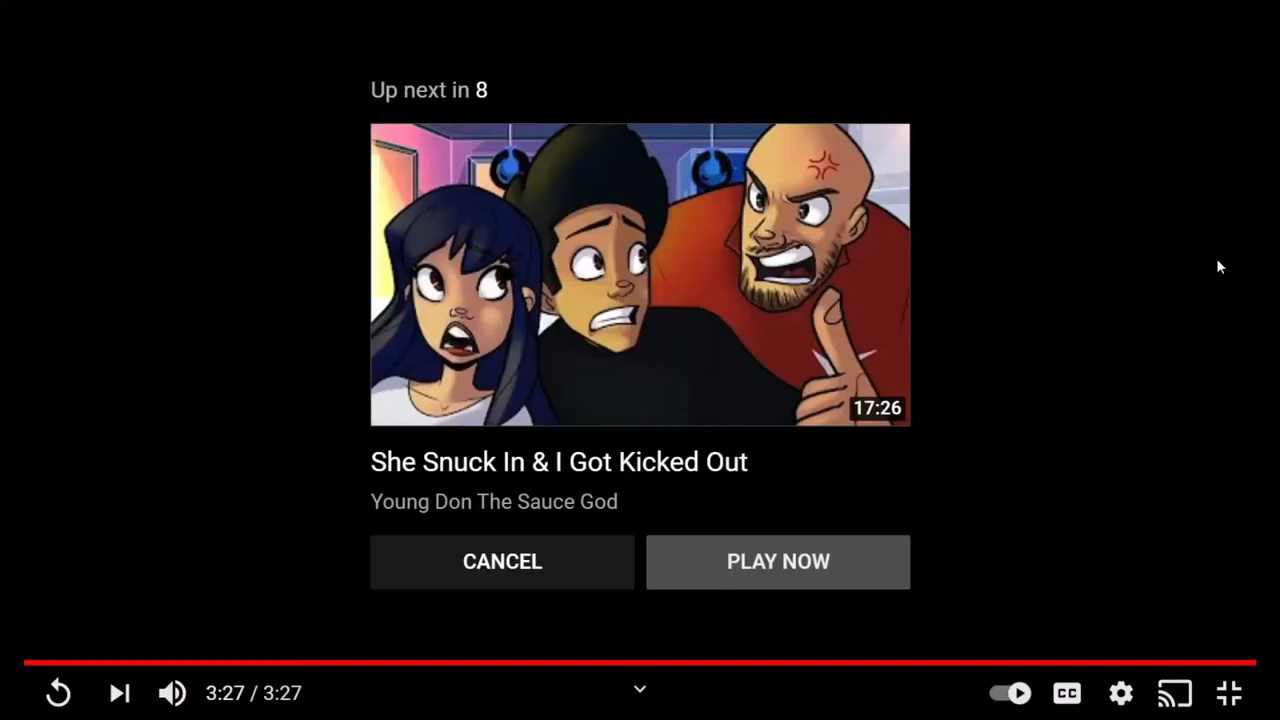 Up next in 8
17:26
She Snuck In & I Got Kicked Out
Young Don The Sauce God
CANCEL
PLAY NOW
3:27 / 3:27
CC